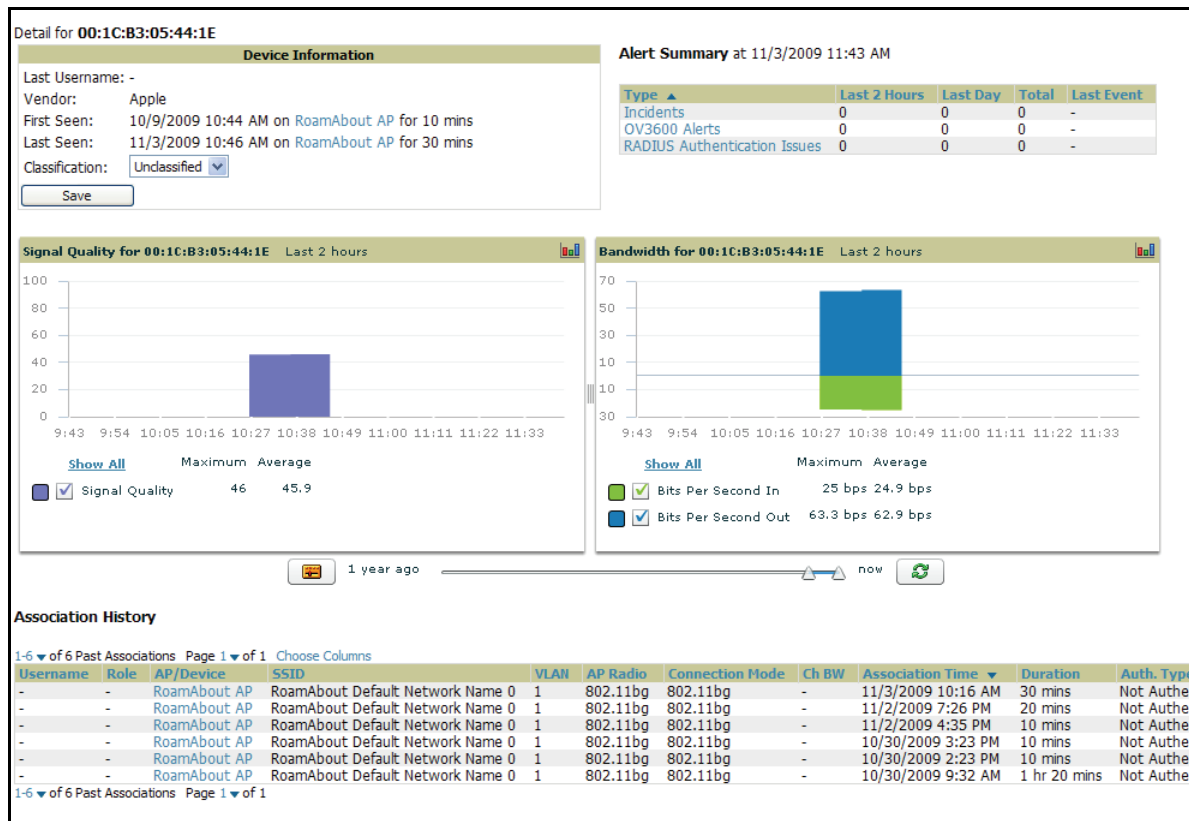 Detail for 00:1C:B3:05:44:1E
Device Information
Last Username: -
Vendor: Apple
First Seen: 10/9/2009 10:44 AM on RoamAbout AP for 10 mins
Last Seen: 11/3/2009 10:46 AM on RoamAbout AP for 30 mins
Classification: Unclassified
Save
Alert Summary at 11/3/2009 11:43 AM
Type Last 2 Hours Last Day Total Last Event
Incidents 0 0 0 -
OV3600 Alerts 0 0 0 -
RADIUS Authentication Issues 0 0 0 -
Signal Quality for 00:1C:B3:05:44:1E Last 2 hours
100
80
60
40
20
0
9:43 9:54 10:05 10:16 10:27 10:38 10:49 11:00 11:11 11:22 11:33
Show All Maximum Average
Signal Quality 46 45.9
Bandwidth for 00:1C:B3:05:44:1E Last 2 hours
70
50
30
10
10
30
9:43 9:54 10:05 10:16 10:27 10:38 10:49 11:00 11:11 11:22 11:33
Show All Maximum Average
Bits Per Second In 25 bps 24.9 bps
Bits Per Second Out 63.3 bps 62.9 bps
1 year ago now
Association History
1-6 of 6 Past Associations Page 1 of 1 Choose Columns
Username Role AP/Device SSID VLAN AP Radio Connection Mode Ch BW Association Time Duration Auth. Type
- - RoamAbout AP RoamAbout Default Network Name 0 1 802.11bg 802.11bg - 11/3/2009 10:16 AM 30 mins Not Authe
- - RoamAbout AP RoamAbout Default Network Name 0 1 802.11bg 802.11bg - 11/2/2009 7:26 PM 20 mins Not Authe
- - RoamAbout AP RoamAbout Default Network Name 0 1 802.11bg 802.11bg - 11/2/2009 4:35 PM 10 mins Not Authe
- - RoamAbout AP RoamAbout Default Network Name 0 1 802.11bg 802.11bg - 10/30/2009 3:23 PM 10 mins Not Authe
- - RoamAbout AP RoamAbout Default Network Name 0 1 802.11bg 802.11bg - 10/30/2009 2:23 PM 10 mins Not Authe
- - RoamAbout AP RoamAbout Default Network Name 0 1 802.11bg 802.11bg - 10/30/2009 9:32 AM 1 hr 20 mins Not Authe
1-6 of 6 Past Associations Page 1 of 1